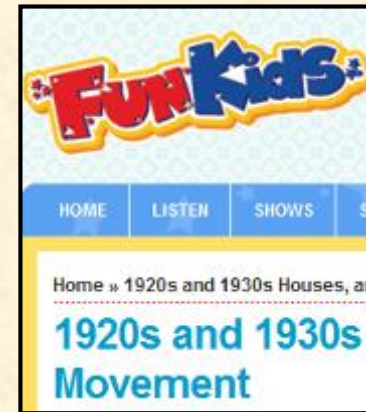 FUN KIDS
HOME LISTEN SHOWS
Home » 1920s and 1930s Houses,
1920s and 1930s
Movement